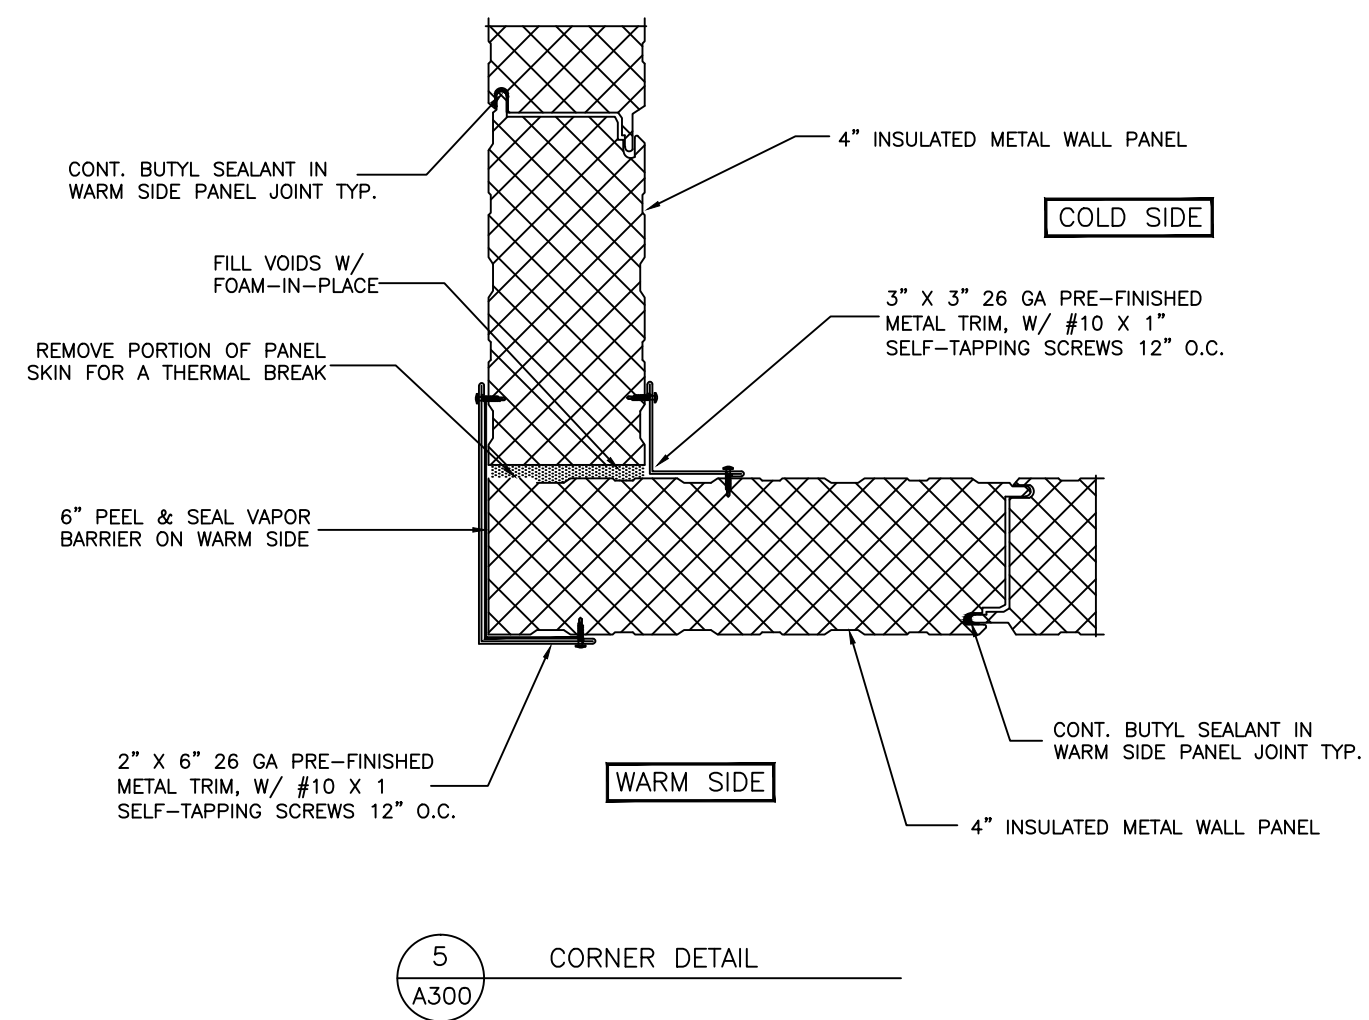 CONT. BUTYL SEALANT IN
WARM SIDE PANEL JOINT TYP.
4” INSULATED METAL WALL PANEL
COLD SIDE
FILL VOIDS W/
FOAM-IN-PLACE
3” X 3” 26 GA PRE-FINISHED
METAL TRIM, W/ #10 X 1”
SELF-TAPPING SCREWS 12” O.C.
REMOVE PORTION OF PANEL
SKIN FOR A THERMAL BREAK
6” PEEL & SEAL VAPOR
BARRIER ON WARM SIDE
2” X 6” 26 GA PRE-FINISHED
METAL TRIM, W/ #10 X 1
SELF-TAPPING SCREWS 12” O.C.
WARM SIDE
CONT. BUTYL SEALANT IN
WARM SIDE PANEL JOINT TYP.
4” INSULATED METAL WALL PANEL
5
CORNER DETAIL
A300